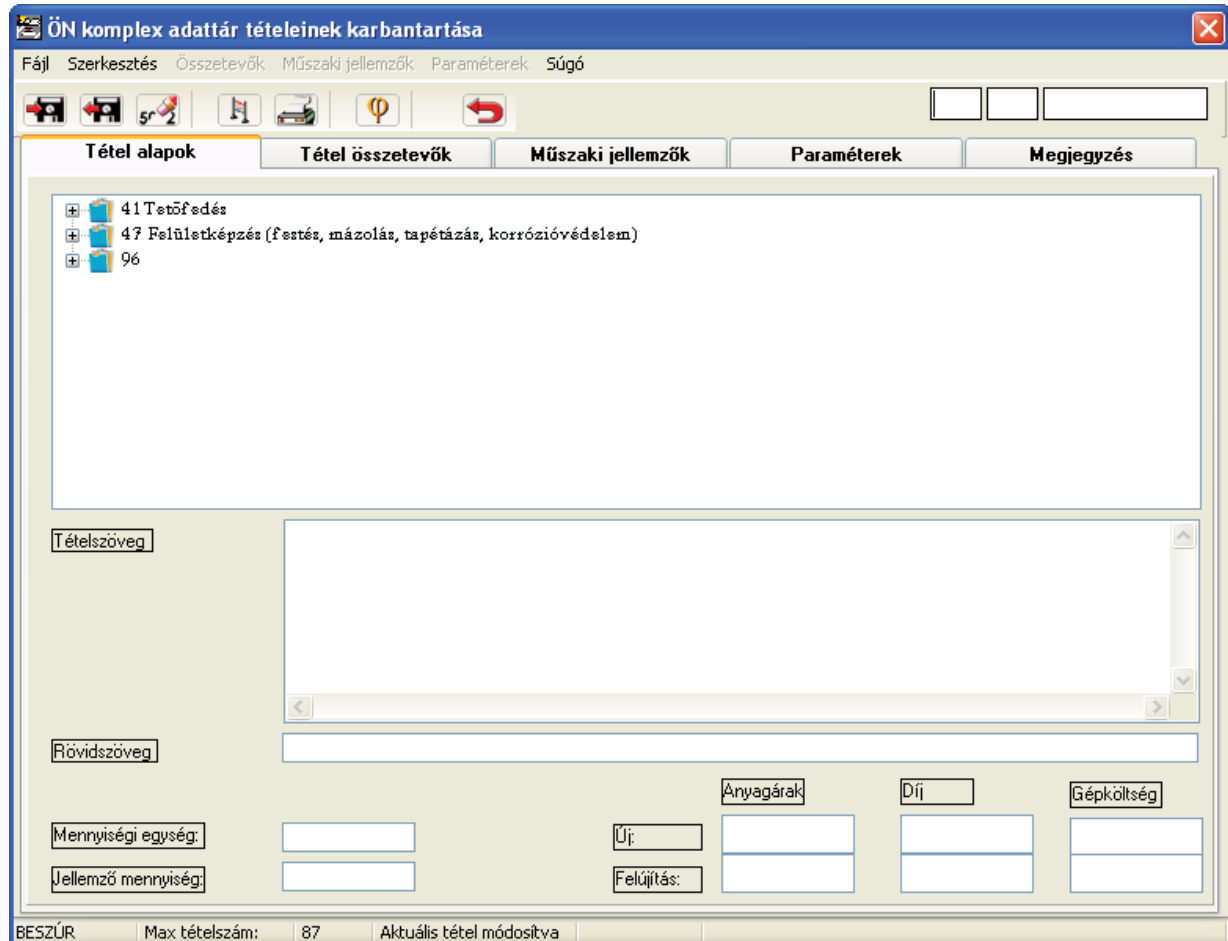 ÖN komplex adattár tételeinek karbantartása
Fájl Szerkesztés Összetevők Műszaki jellemzők Paraméterek Súgó
Tétel alapok Tétel összetevők Műszaki jellemzők Paraméterek Megjegyzés
41 Tetőfedés
47 Felületképzés (festés, mázolás, tapétázás, korrózióvédelem)
96
Tételszöveg
Rövidszöveg
Anyagárak Díj Gépköltség
Mennyiségi egység: Új:
Jellemző mennyiség: Felújítás:
BESZÚR Max tételszám: 87 Aktuális tétel módosítva